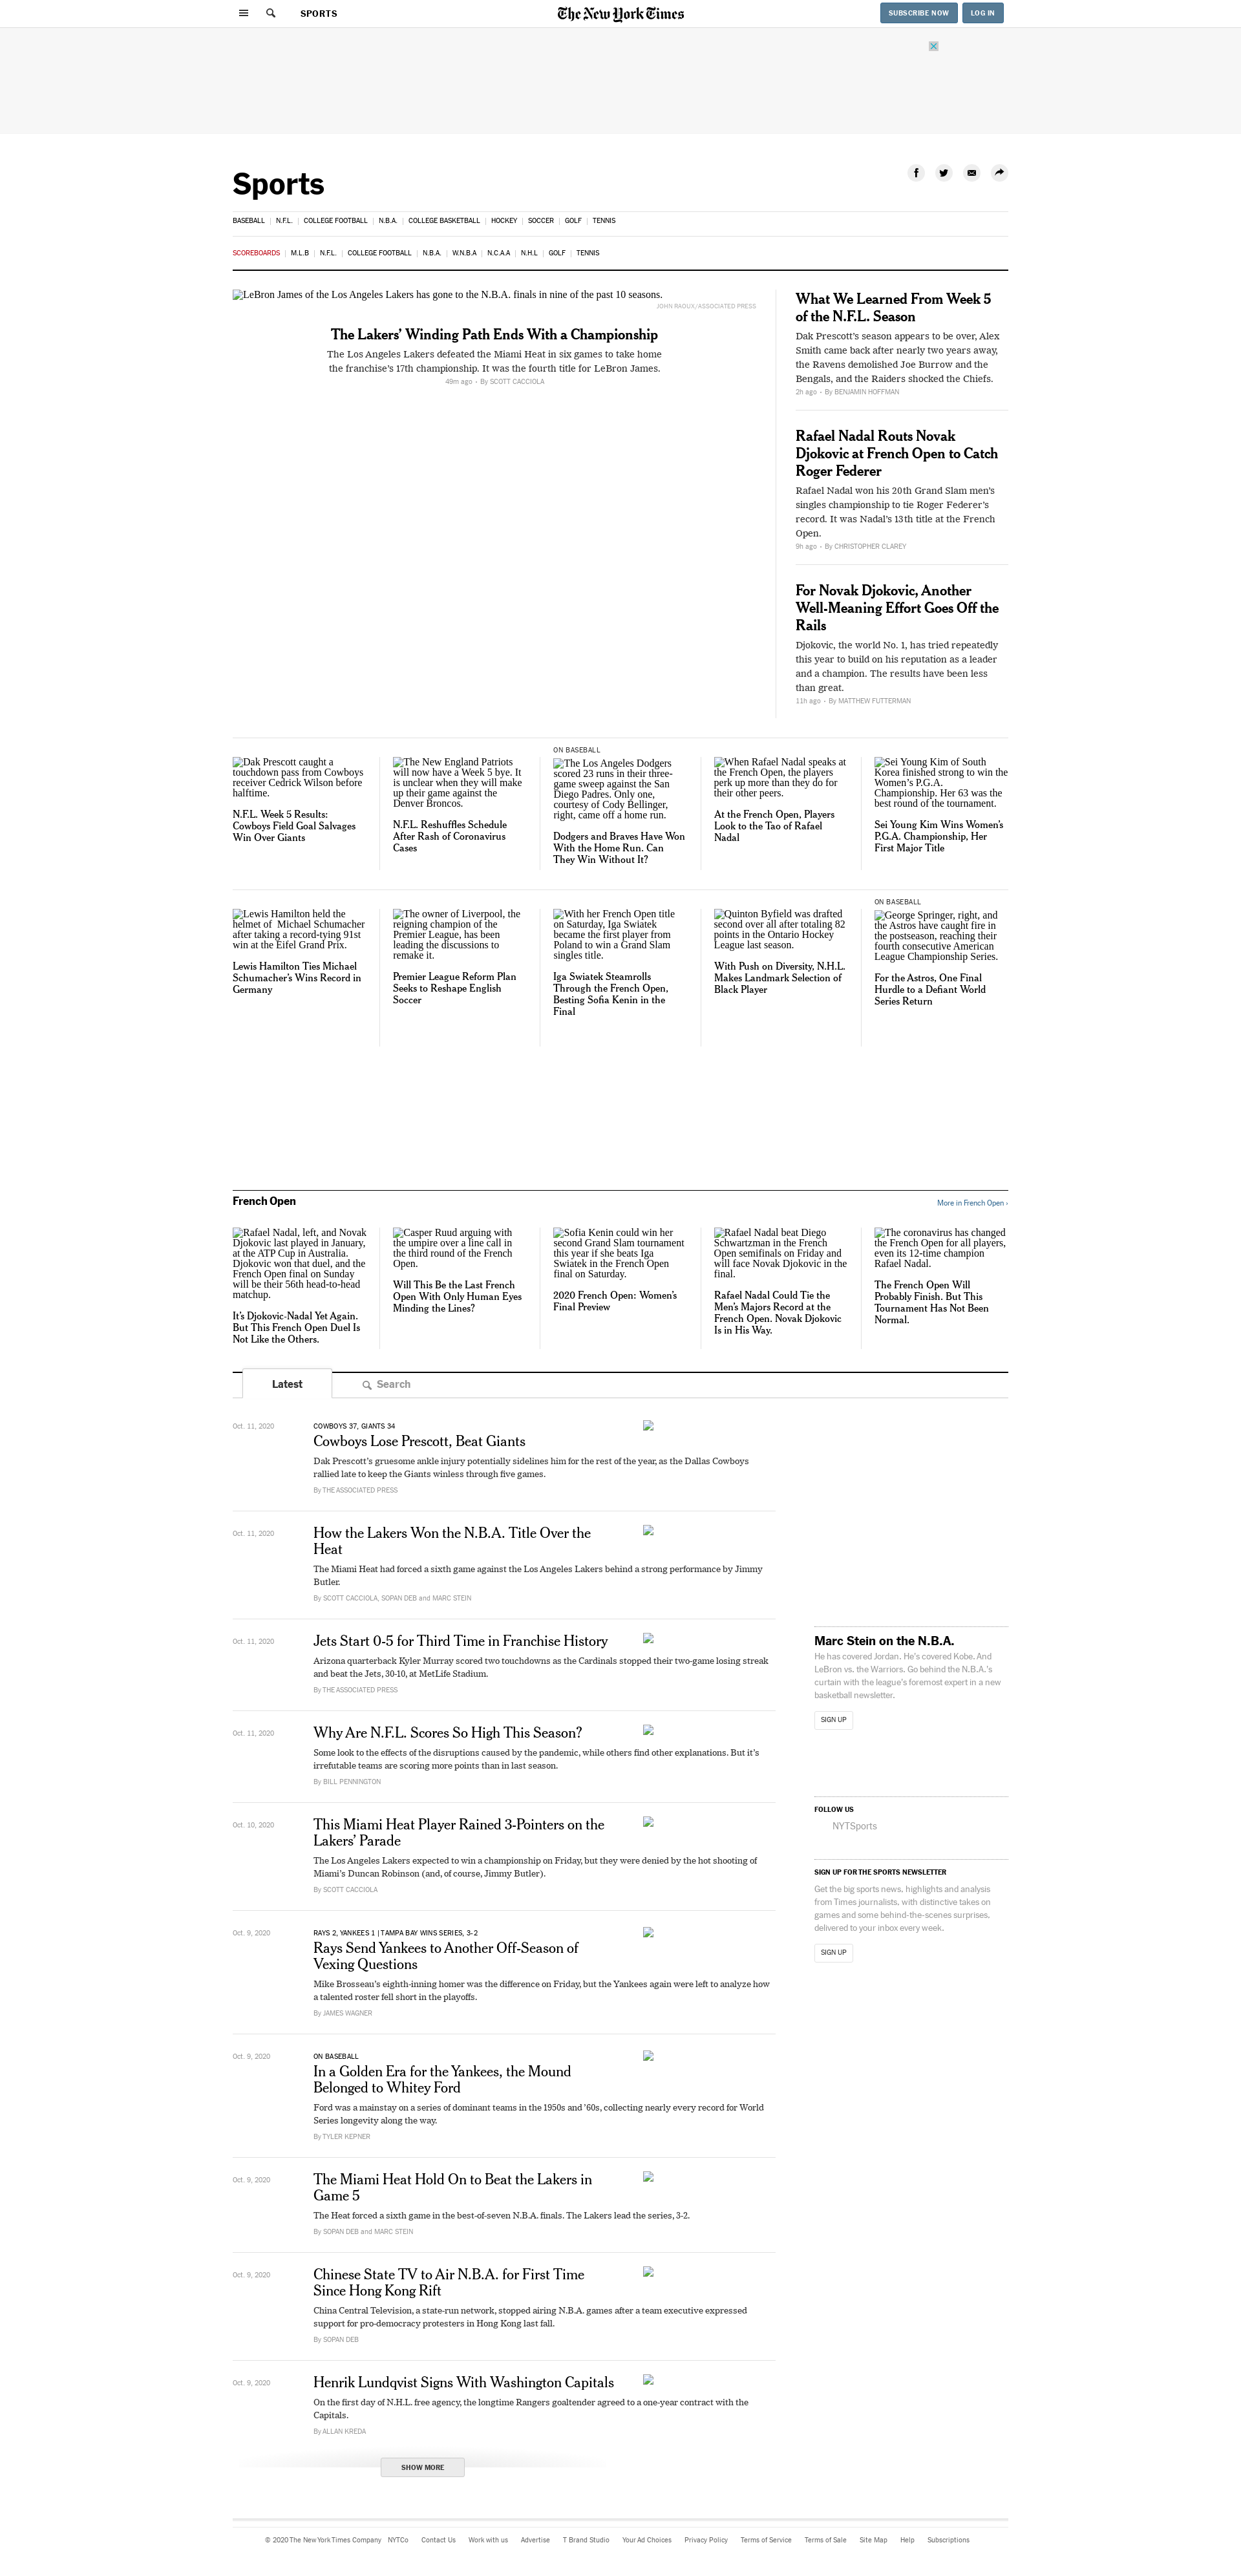 SPORTS
The New York Times
SUBSCRIBE NOW
LOG IN
Sports
BASEBALL
N.F.L.
COLLEGE FOOTBALL
N.B.A.
COLLEGE BASKETBALL
HOCKEY
SOCCER
GOLF
TENNIS
SCOREBOARDS
M.L.B
N.F.L.
COLLEGE FOOTBALL
N.B.A.
W.N.B.A
N.C.A.A
N.H.L
GOLF
TENNIS
LeBron James of the Los Angeles Lakers has gone to the N.B.A. finals in nine of the past 10 seasons.
JOHN RAOUX/ASSOCIATED PRESS
The Lakers’ Winding Path Ends With a Championship
The Los Angeles Lakers defeated the Miami Heat in six games to take home
the franchise’s 17th championship. It was the fourth title for LeBron James.
49m ago - By SCOTT CACCIOLA
What We Learned From Week 5
of the N.F.L. Season
Dak Prescott’s season appears to be over, Alex
Smith came back after nearly two years away,
the Ravens demolished Joe Burrow and the
Bengals, and the Raiders shocked the Chiefs.
2h ago - By BENJAMIN HOFFMAN
Rafael Nadal Routs Novak
Djokovic at French Open to Catch
Roger Federer
Rafael Nadal won his 20th Grand Slam men’s
singles championship to tie Roger Federer’s
record. It was Nadal’s 13th title at the French
Open.
9h ago - By CHRISTOPHER CLAREY
For Novak Djokovic, Another
Well-Meaning Effort Goes Off the
Rails
Djokovic, the world No. 1, has tried repeatedly
this year to build on his reputation as a leader
and a champion. The results have been less
than great.
11h ago - By MATTHEW FUTTERMAN
Dak Prescott caught a
touchdown pass from Cowboys
receiver Cedrick Wilson before
halftime.
N.F.L. Week 5 Results:
Cowboys Field Goal Salvages
Win Over Giants
The New England Patriots
will now have a Week 5 bye. It
is unclear when they will make
up their game against the
Denver Broncos.
N.F.L. Reshuffles Schedule
After Rash of Coronavirus
Cases
ON BASEBALL
The Los Angeles Dodgers
scored 23 runs in their three-
game sweep against the San
Diego Padres. Only one,
courtesy of Cody Bellinger,
right, came off a home run.
Dodgers and Braves Have Won
With the Home Run. Can
They Win Without It?
When Rafael Nadal speaks at
the French Open, the players
perk up more than they do for
their other peers.
At the French Open, Players
Look to the Tao of Rafael
Nadal
Sei Young Kim of South
Korea finished strong to win the
Women’s P.G.A.
Championship. Her 63 was the
best round of the tournament.
Sei Young Kim Wins Women’s
P.G.A. Championship, Her
First Major Title
Lewis Hamilton held the
helmet of Michael Schumacher
after taking a record-tying 91st
win at the Eifel Grand Prix.
Lewis Hamilton Ties Michael
Schumacher’s Wins Record in
Germany
The owner of Liverpool, the
reigning champion of the
Premier League, has been
leading the discussions to
remake it.
Premier League Reform Plan
Seeks to Reshape English
Soccer
With her French Open title
on Saturday, Iga Swiatek
became the first player from
Poland to win a Grand Slam
singles title.
Iga Swiatek Steamrolls
Through the French Open,
Besting Sofia Kenin in the
Final
Quinton Byfield was drafted
second over all after totaling 82
points in the Ontario Hockey
League last season.
With Push on Diversity, N.H.L.
Makes Landmark Selection of
Black Player
ON BASEBALL
George Springer, right, and
the Astros have caught fire in
the postseason, reaching their
fourth consecutive American
League Championship Series.
For the Astros, One Final
Hurdle to a Defiant World
Series Return
French Open
More in French Open ›
Rafael Nadal, left, and Novak
Djokovic last played in January,
at the ATP Cup in Australia.
Djokovic won that duel, and the
French Open final on Sunday
will be their 56th head-to-head
matchup.
It’s Djokovic-Nadal Yet Again.
But This French Open Duel Is
Not Like the Others.
Casper Ruud arguing with
the umpire over a line call in
the third round of the French
Open.
Will This Be the Last French
Open With Only Human Eyes
Minding the Lines?
Sofia Kenin could win her
second Grand Slam tournament
this year if she beats Iga
Swiatek in the French Open
final on Saturday.
2020 French Open: Women’s
Final Preview
Rafael Nadal beat Diego
Schwartzman in the French
Open semifinals on Friday and
will face Novak Djokovic in the
final.
Rafael Nadal Could Tie the
Men’s Majors Record at the
French Open. Novak Djokovic
Is in His Way.
The coronavirus has changed
the French Open for all players,
even its 12-time champion
Rafael Nadal.
The French Open Will
Probably Finish. But This
Tournament Has Not Been
Normal.
Latest
Search
Oct. 11, 2020
COWBOYS 37, GIANTS 34
Cowboys Lose Prescott, Beat Giants
Dak Prescott’s gruesome ankle injury potentially sidelines him for the rest of the year, as the Dallas Cowboys
rallied late to keep the Giants winless through five games.
By THE ASSOCIATED PRESS
Oct. 11, 2020
How the Lakers Won the N.B.A. Title Over the
Heat
The Miami Heat had forced a sixth game against the Los Angeles Lakers behind a strong performance by Jimmy
Butler.
By SCOTT CACCIOLA, SOPAN DEB and MARC STEIN
Oct. 11, 2020
Jets Start 0-5 for Third Time in Franchise History
Arizona quarterback Kyler Murray scored two touchdowns as the Cardinals stopped their two-game losing streak
and beat the Jets, 30-10, at MetLife Stadium.
By THE ASSOCIATED PRESS
Oct. 11, 2020
Why Are N.F.L. Scores So High This Season?
Some look to the effects of the disruptions caused by the pandemic, while others find other explanations. But it’s
irrefutable teams are scoring more points than in last season.
By BILL PENNINGTON
Oct. 10, 2020
This Miami Heat Player Rained 3-Pointers on the
Lakers’ Parade
The Los Angeles Lakers expected to win a championship on Friday, but they were denied by the hot shooting of
Miami’s Duncan Robinson (and, of course, Jimmy Butler).
By SCOTT CACCIOLA
Oct. 9, 2020
RAYS 2, YANKEES 1 | TAMPA BAY WINS SERIES, 3-2
Rays Send Yankees to Another Off-Season of
Vexing Questions
Mike Brosseau’s eighth-inning homer was the difference on Friday, but the Yankees again were left to analyze how
a talented roster fell short in the playoffs.
By JAMES WAGNER
Oct. 9, 2020
ON BASEBALL
In a Golden Era for the Yankees, the Mound
Belonged to Whitey Ford
Ford was a mainstay on a series of dominant teams in the 1950s and ’60s, collecting nearly every record for World
Series longevity along the way.
By TYLER KEPNER
Oct. 9, 2020
The Miami Heat Hold On to Beat the Lakers in
Game 5
The Heat forced a sixth game in the best-of-seven N.B.A. finals. The Lakers lead the series, 3-2.
By SOPAN DEB and MARC STEIN
Oct. 9, 2020
Chinese State TV to Air N.B.A. for First Time
Since Hong Kong Rift
China Central Television, a state-run network, stopped airing N.B.A. games after a team executive expressed
support for pro-democracy protesters in Hong Kong last fall.
By SOPAN DEB
Oct. 9, 2020
Henrik Lundqvist Signs With Washington Capitals
On the first day of N.H.L. free agency, the longtime Rangers goaltender agreed to a one-year contract with the
Capitals.
By ALLAN KREDA
SHOW MORE
Marc Stein on the N.B.A.
He has covered Jordan. He’s covered Kobe. And
LeBron vs. the Warriors. Go behind the N.B.A.’s
curtain with the league’s foremost expert in a new
basketball newsletter.
SIGN UP
FOLLOW US
NYTSports
SIGN UP FOR THE SPORTS NEWSLETTER
Get the big sports news, highlights and analysis
from Times journalists, with distinctive takes on
games and some behind-the-scenes surprises,
delivered to your inbox every week.
SIGN UP
© 2020 The New York Times Company
NYTCo
Contact Us
Work with us
Advertise
T Brand Studio
Your Ad Choices
Privacy Policy
Terms of Service
Terms of Sale
Site Map
Help
Subscriptions